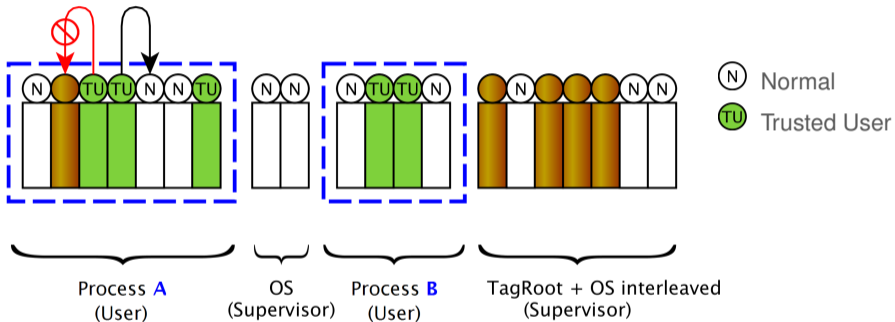 N TU TU N N TU N N N TU TU N N N N
N Normal
TU Trusted User
Process A
(User)
OS
(Supervisor)
Process B
(User)
TagRoot + OS interleaved
(Supervisor)